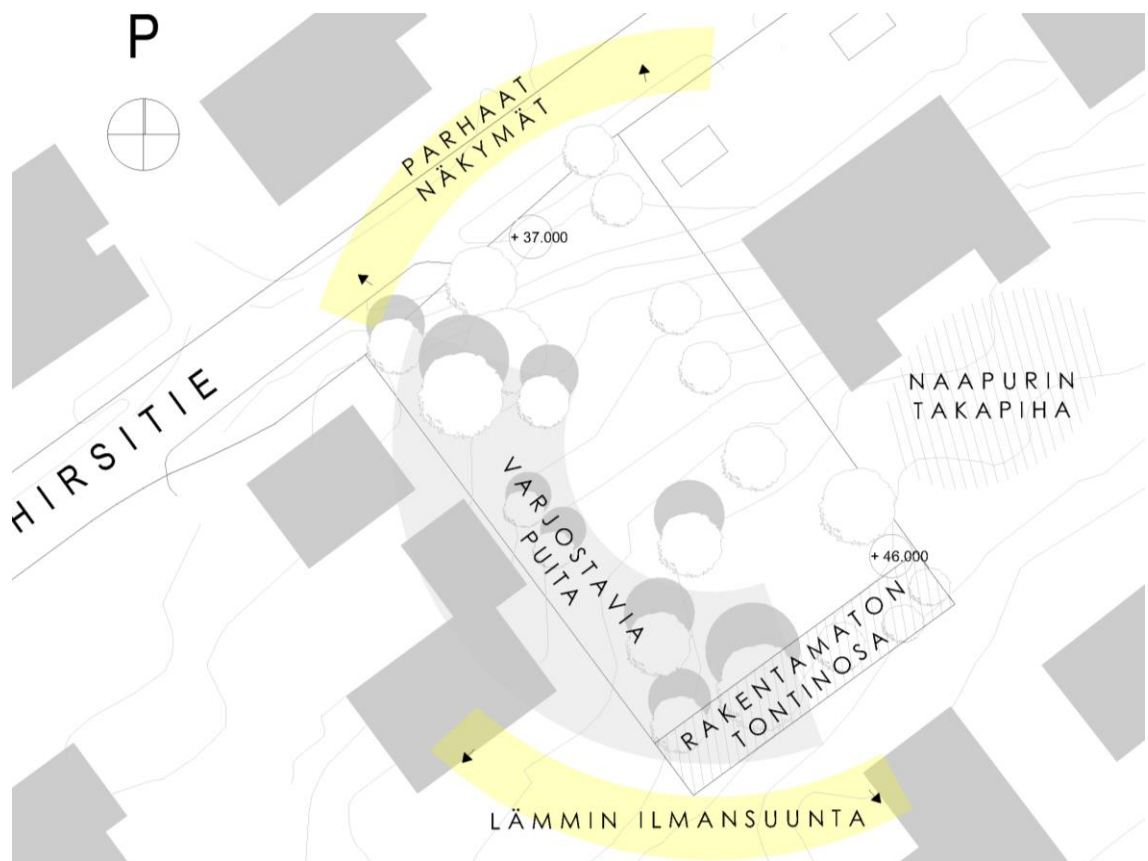 P
PARHAAT
NÄKYMÄT
+ 37.000
HIRSITIE
NAAPURIN
TAKAPIHA
VARJOSTAVIA
PUITA
+ 46.000
RAKENTAMATON
TONTINOSA
LÄMMIN ILMANSUUNTA